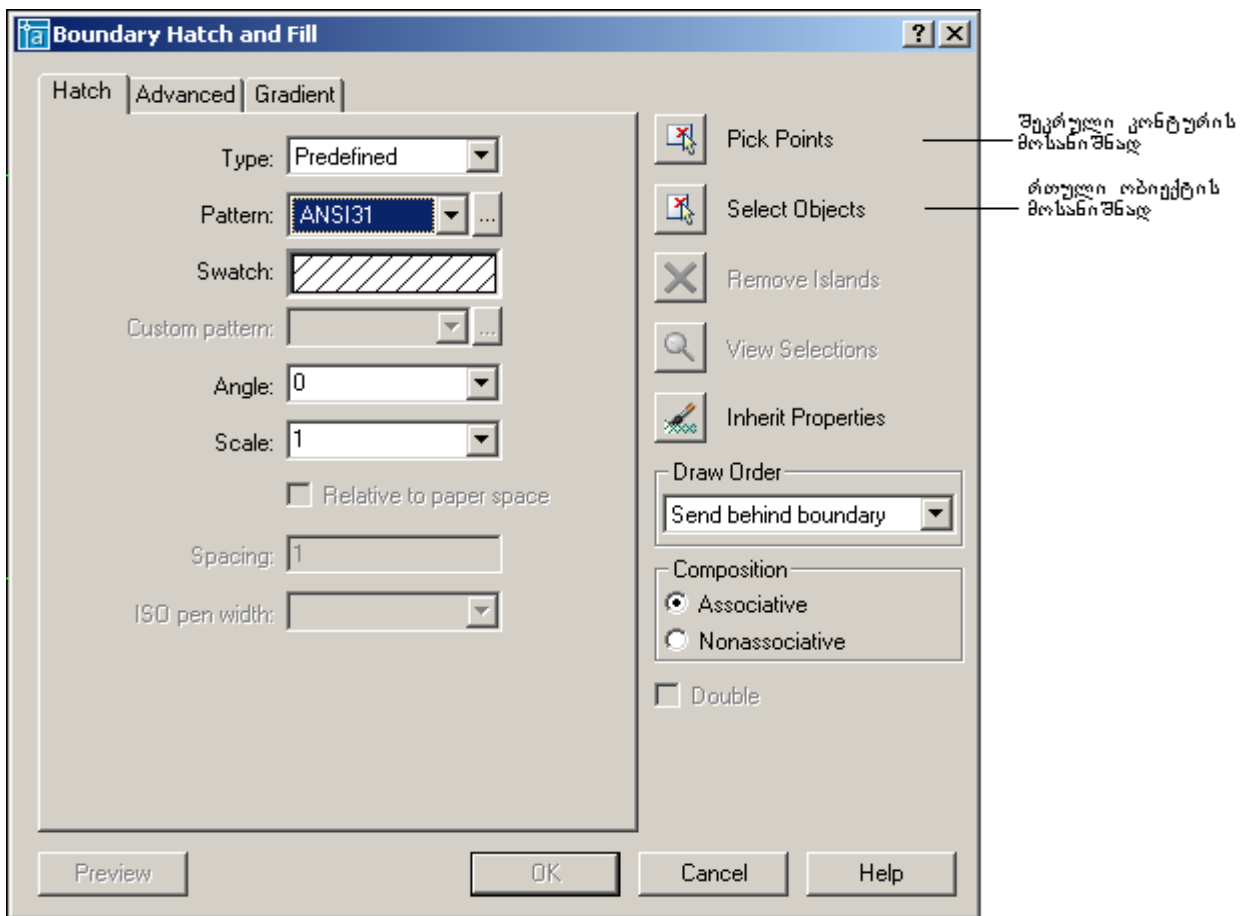 Boundary Hatch and Fill
Hatch Advanced Gradient
Type: Predefined
Pattern: ANSI31 ...
Swatch:
Custom pattern: ...
Angle: 0
Scale: 1
Relative to paper space
Spacing: 1
ISO pen width:
Pick Points
შეკრული კონტურის
მოსანიშნად
Select Objects
რთული ობიექტის
მოსანიშნად
Remove Islands
View Selections
Inherit Properties
Draw Order
Send behind boundary
Composition
Associative
Nonassociative
Double
Preview OK Cancel Help